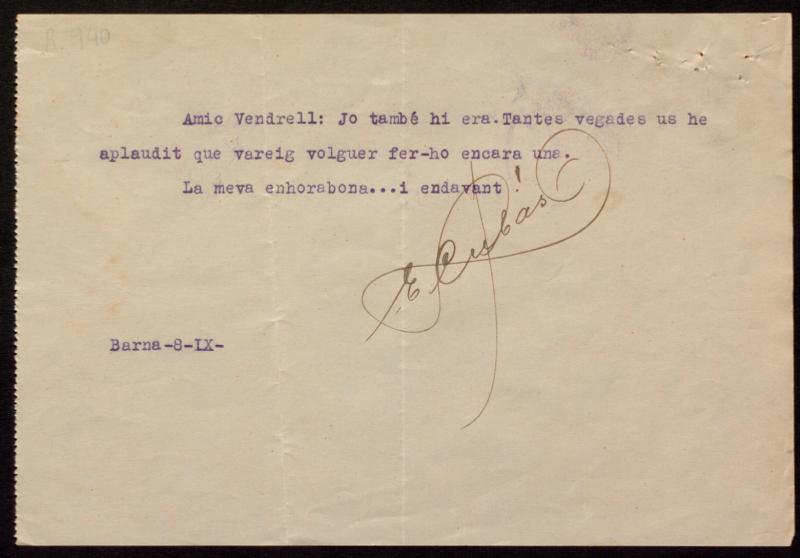 R. 940
Amic Vendrell: Jo també hi era.Tantes vegades us he
aplaudit que vareig volguer fer-ho encara una.
La meva enhorabona...i endavant!
E Cubás
Barna-8-IX-